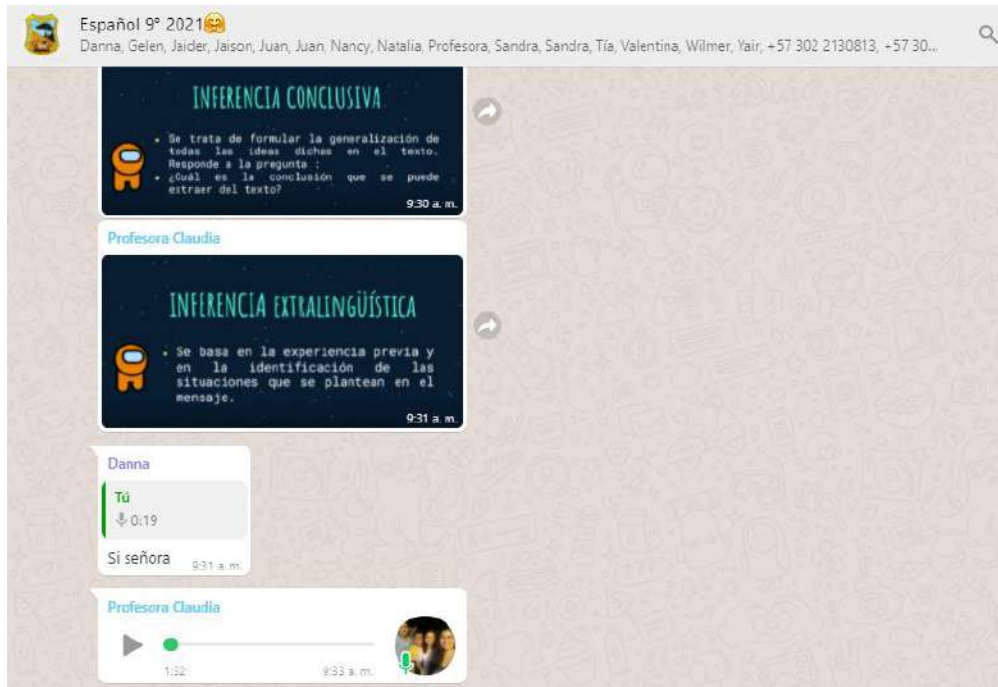 Español 9° 2021🤗
Danna, Gelen, Jaider, Jaison, Juan, Juan, Nancy, Natalia, Profesora, Sandra, Sandra, Tía, Valentina, Wilmer, Yair, +57 302 2130813, +57 30...
INFERENCIA CONCLUSIVA
• Se trata de formular la generalización de
todas las ideas dichas en el texto.
Responde a la pregunta :
• ¿Cuál es la conclusión que se puede
extraer del texto?
9:30 a. m.
Profesora Claudia
INFERENCIA EXTRALINGÜÍSTICA
• Se basa en la experiencia previa y
en la identificación de las
situaciones que se plantean en el
mensaje.
9:31 a. m.
Danna
Tú
0:19
Si señora
9:31 a. m.
Profesora Claudia
1:32
9:33 a. m.